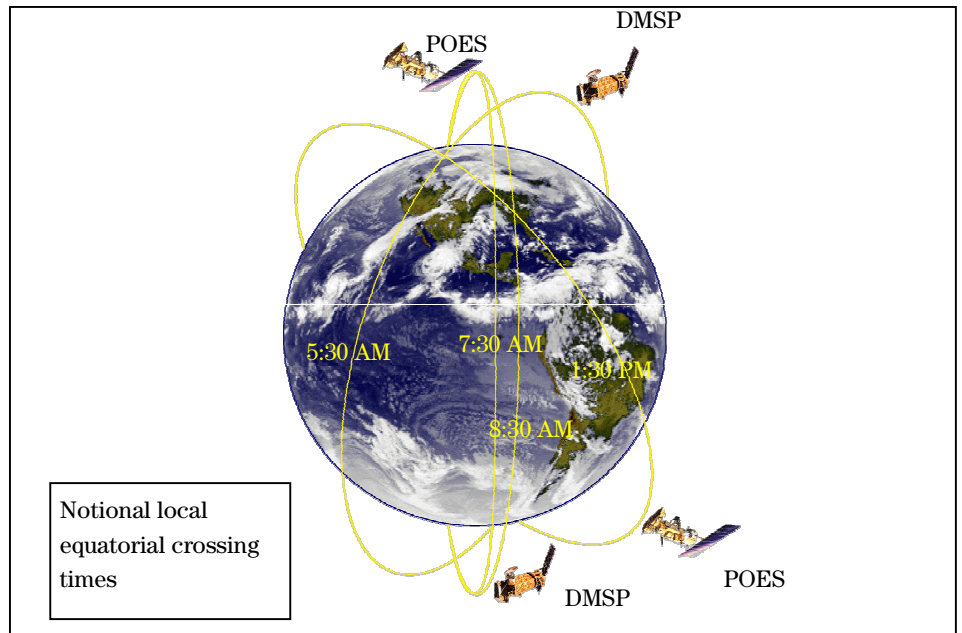 DMSP
POES
5:30 AM
7:30 AM
1:30 PM
8:30 AM
Notional local
equatorial crossing
times
POES
DMSP